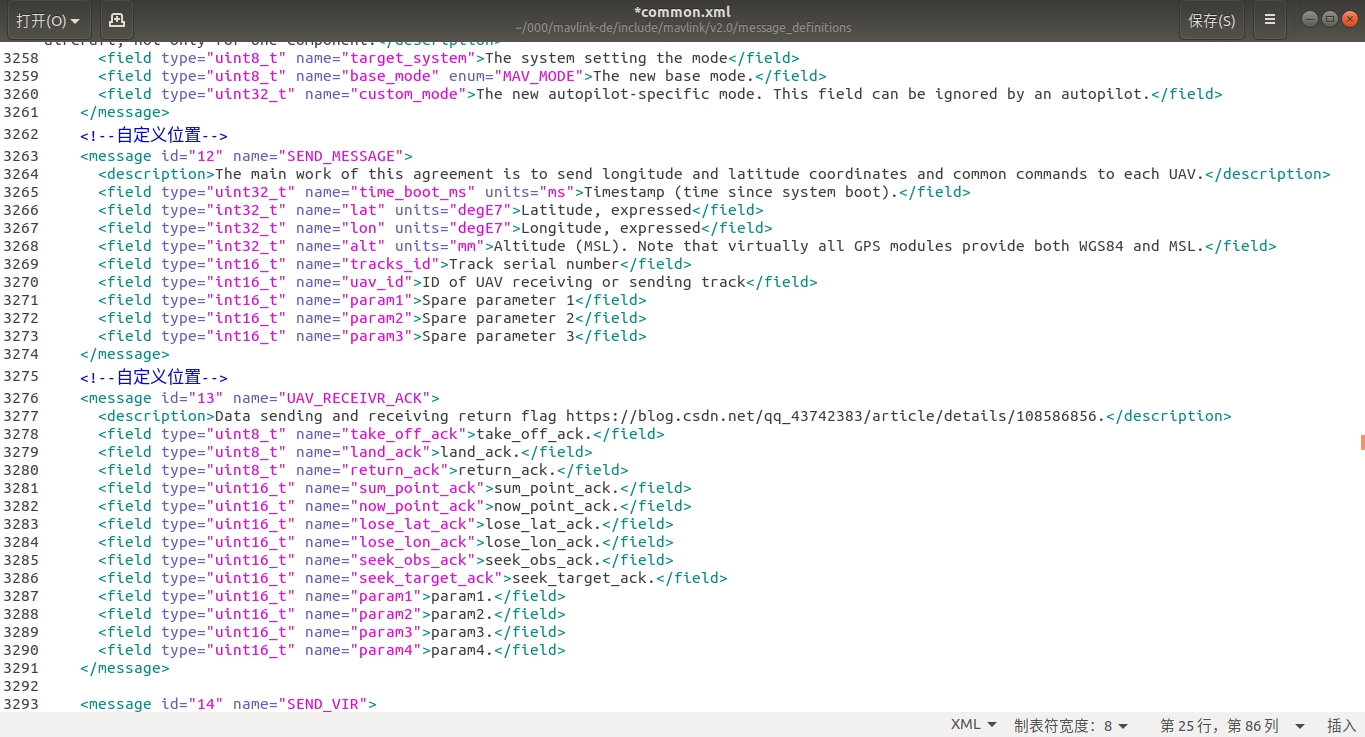 打开(O)
*common.xml
~/000/mavlink-de/include/mavlink/v2.0/message_definitions
保存(S)
aircraft, not only for one component.</description>
3258 <field type="uint8_t" name="target_system">The system setting the mode</field>
3259 <field type="uint8_t" name="base_mode" enum="MAV_MODE">The new base mode.</field>
3260 <field type="uint32_t" name="custom_mode">The new autopilot-specific mode. This field can be ignored by an autopilot.</field>
3261 </message>
3262 <!--自定义位置-->
3263 <message id="12" name="SEND_MESSAGE">
3264 <description>The main work of this agreement is to send longitude and latitude coordinates and common commands to each UAV.</description>
3265 <field type="uint32_t" name="time_boot_ms" units="ms">Timestamp (time since system boot).</field>
3266 <field type="int32_t" name="lat" units="degE7">Latitude, expressed</field>
3267 <field type="int32_t" name="lon" units="degE7">Longitude, expressed</field>
3268 <field type="int32_t" name="alt" units="mm">Altitude (MSL). Note that virtually all GPS modules provide both WGS84 and MSL.</field>
3269 <field type="int16_t" name="tracks_id">Track serial number</field>
3270 <field type="int16_t" name="uav_id">ID of UAV receiving or sending track</field>
3271 <field type="int16_t" name="param1">Spare parameter 1</field>
3272 <field type="int16_t" name="param2">Spare parameter 2</field>
3273 <field type="int16_t" name="param3">Spare parameter 3</field>
3274 </message>
3275 <!--自定义位置-->
3276 <message id="13" name="UAV_RECEIVR_ACK">
3277 <description>Data sending and receiving return flag https://blog.csdn.net/qq_43742383/article/details/108586856.</description>
3278 <field type="uint8_t" name="take_off_ack">take_off_ack.</field>
3279 <field type="uint8_t" name="land_ack">land_ack.</field>
3280 <field type="uint8_t" name="return_ack">return_ack.</field>
3281 <field type="uint16_t" name="sum_point_ack">sum_point_ack.</field>
3282 <field type="uint16_t" name="now_point_ack">now_point_ack.</field>
3283 <field type="uint16_t" name="lose_lat_ack">lose_lat_ack.</field>
3284 <field type="uint16_t" name="lose_lon_ack">lose_lon_ack.</field>
3285 <field type="uint16_t" name="seek_obs_ack">seek_obs_ack.</field>
3286 <field type="uint16_t" name="seek_target_ack">seek_target_ack.</field>
3287 <field type="uint16_t" name="param1">param1.</field>
3288 <field type="uint16_t" name="param2">param2.</field>
3289 <field type="uint16_t" name="param3">param3.</field>
3290 <field type="uint16_t" name="param4">param4.</field>
3291 </message>
3292
3293 <message id="14" name="SEND_VIR">
XML 制表符宽度: 8 第 25 行, 第 86 列 插入